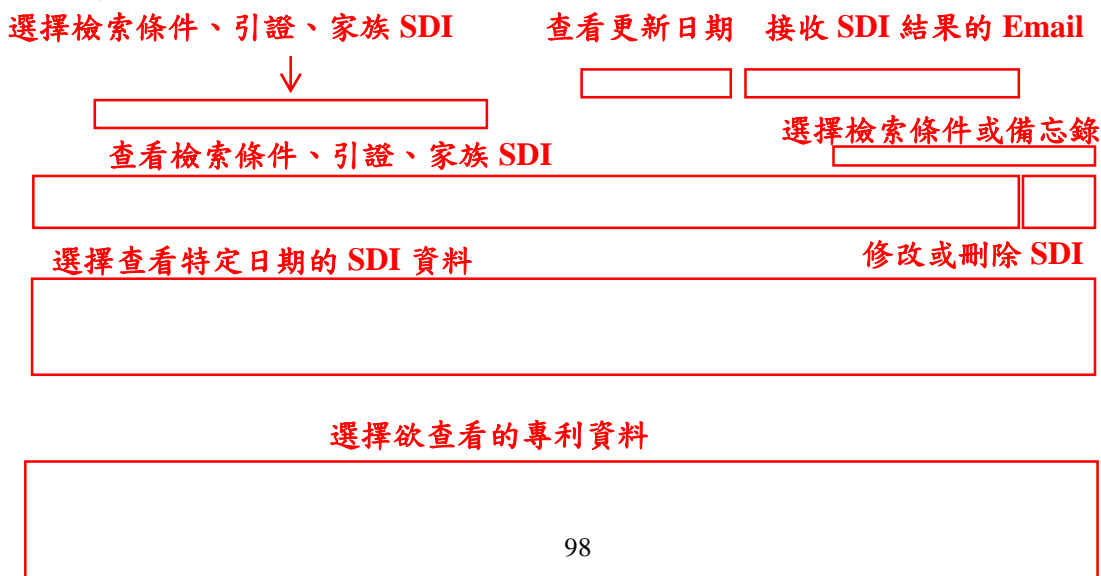 選擇檢索條件、引證、家族 SDI
查看更新日期
接收 SDI 結果的 Email
選擇檢索條件或備忘錄
查看檢索條件、引證、家族 SDI
選擇查看特定日期的 SDI 資料
修改或刪除 SDI
選擇欲查看的專利資料
98